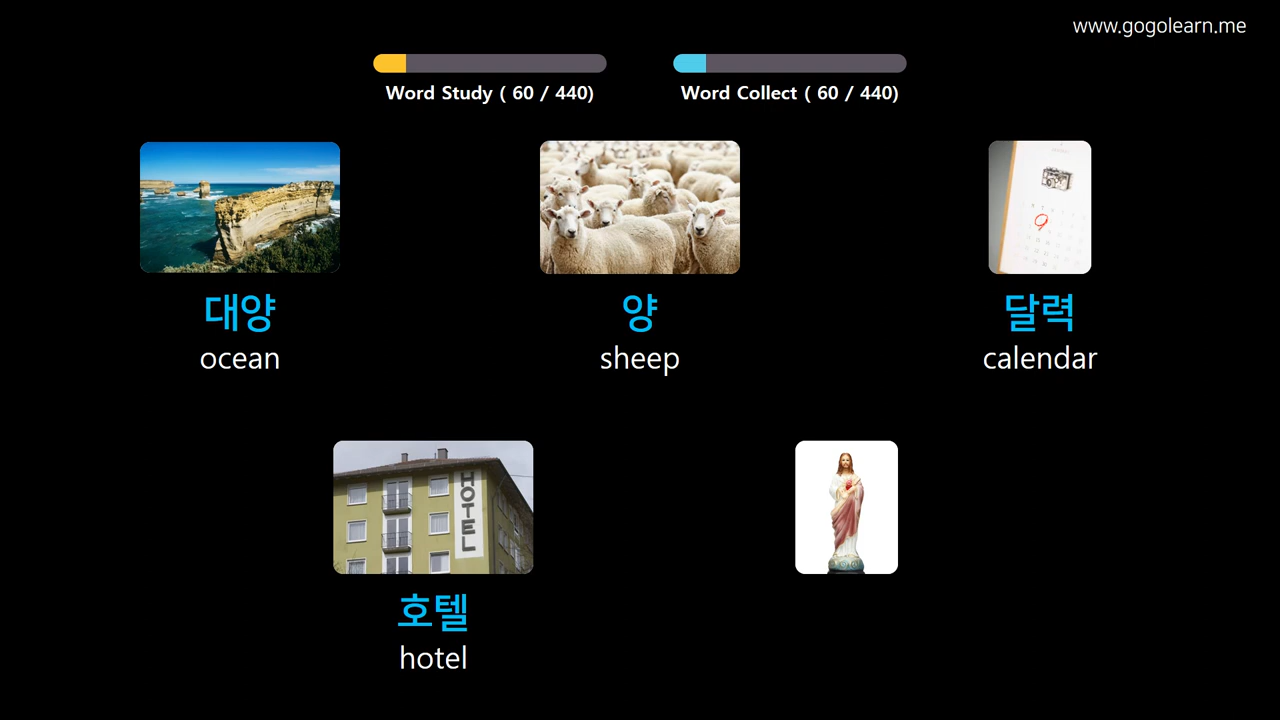 www.gogolearn.me
Word Study ( 60 / 440)
Word Collect ( 60 / 440)
대양
ocean
양
sheep
달력
calendar
HOTEL
호텔
hotel